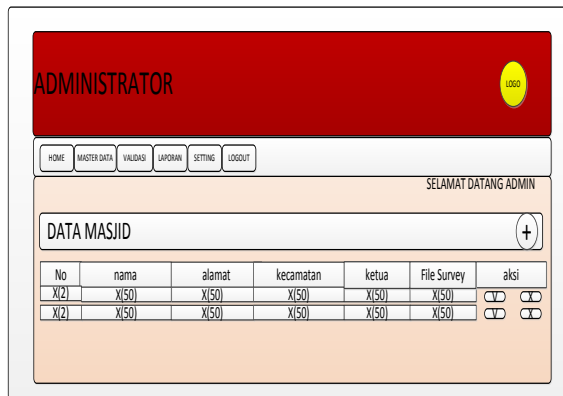 ADMINISTRATOR
LOGO
HOME MASTER DATA VALIDASI LAPORAN SETTING LOGOUT
SELAMAT DATANG ADMIN
DATA MASJID +
No nama alamat kecamatan ketua File Survey aksi
X(2) X(50) X(50) X(50) X(50) X(50) V X
X(2) X(50) X(50) X(50) X(50) X(50) V X